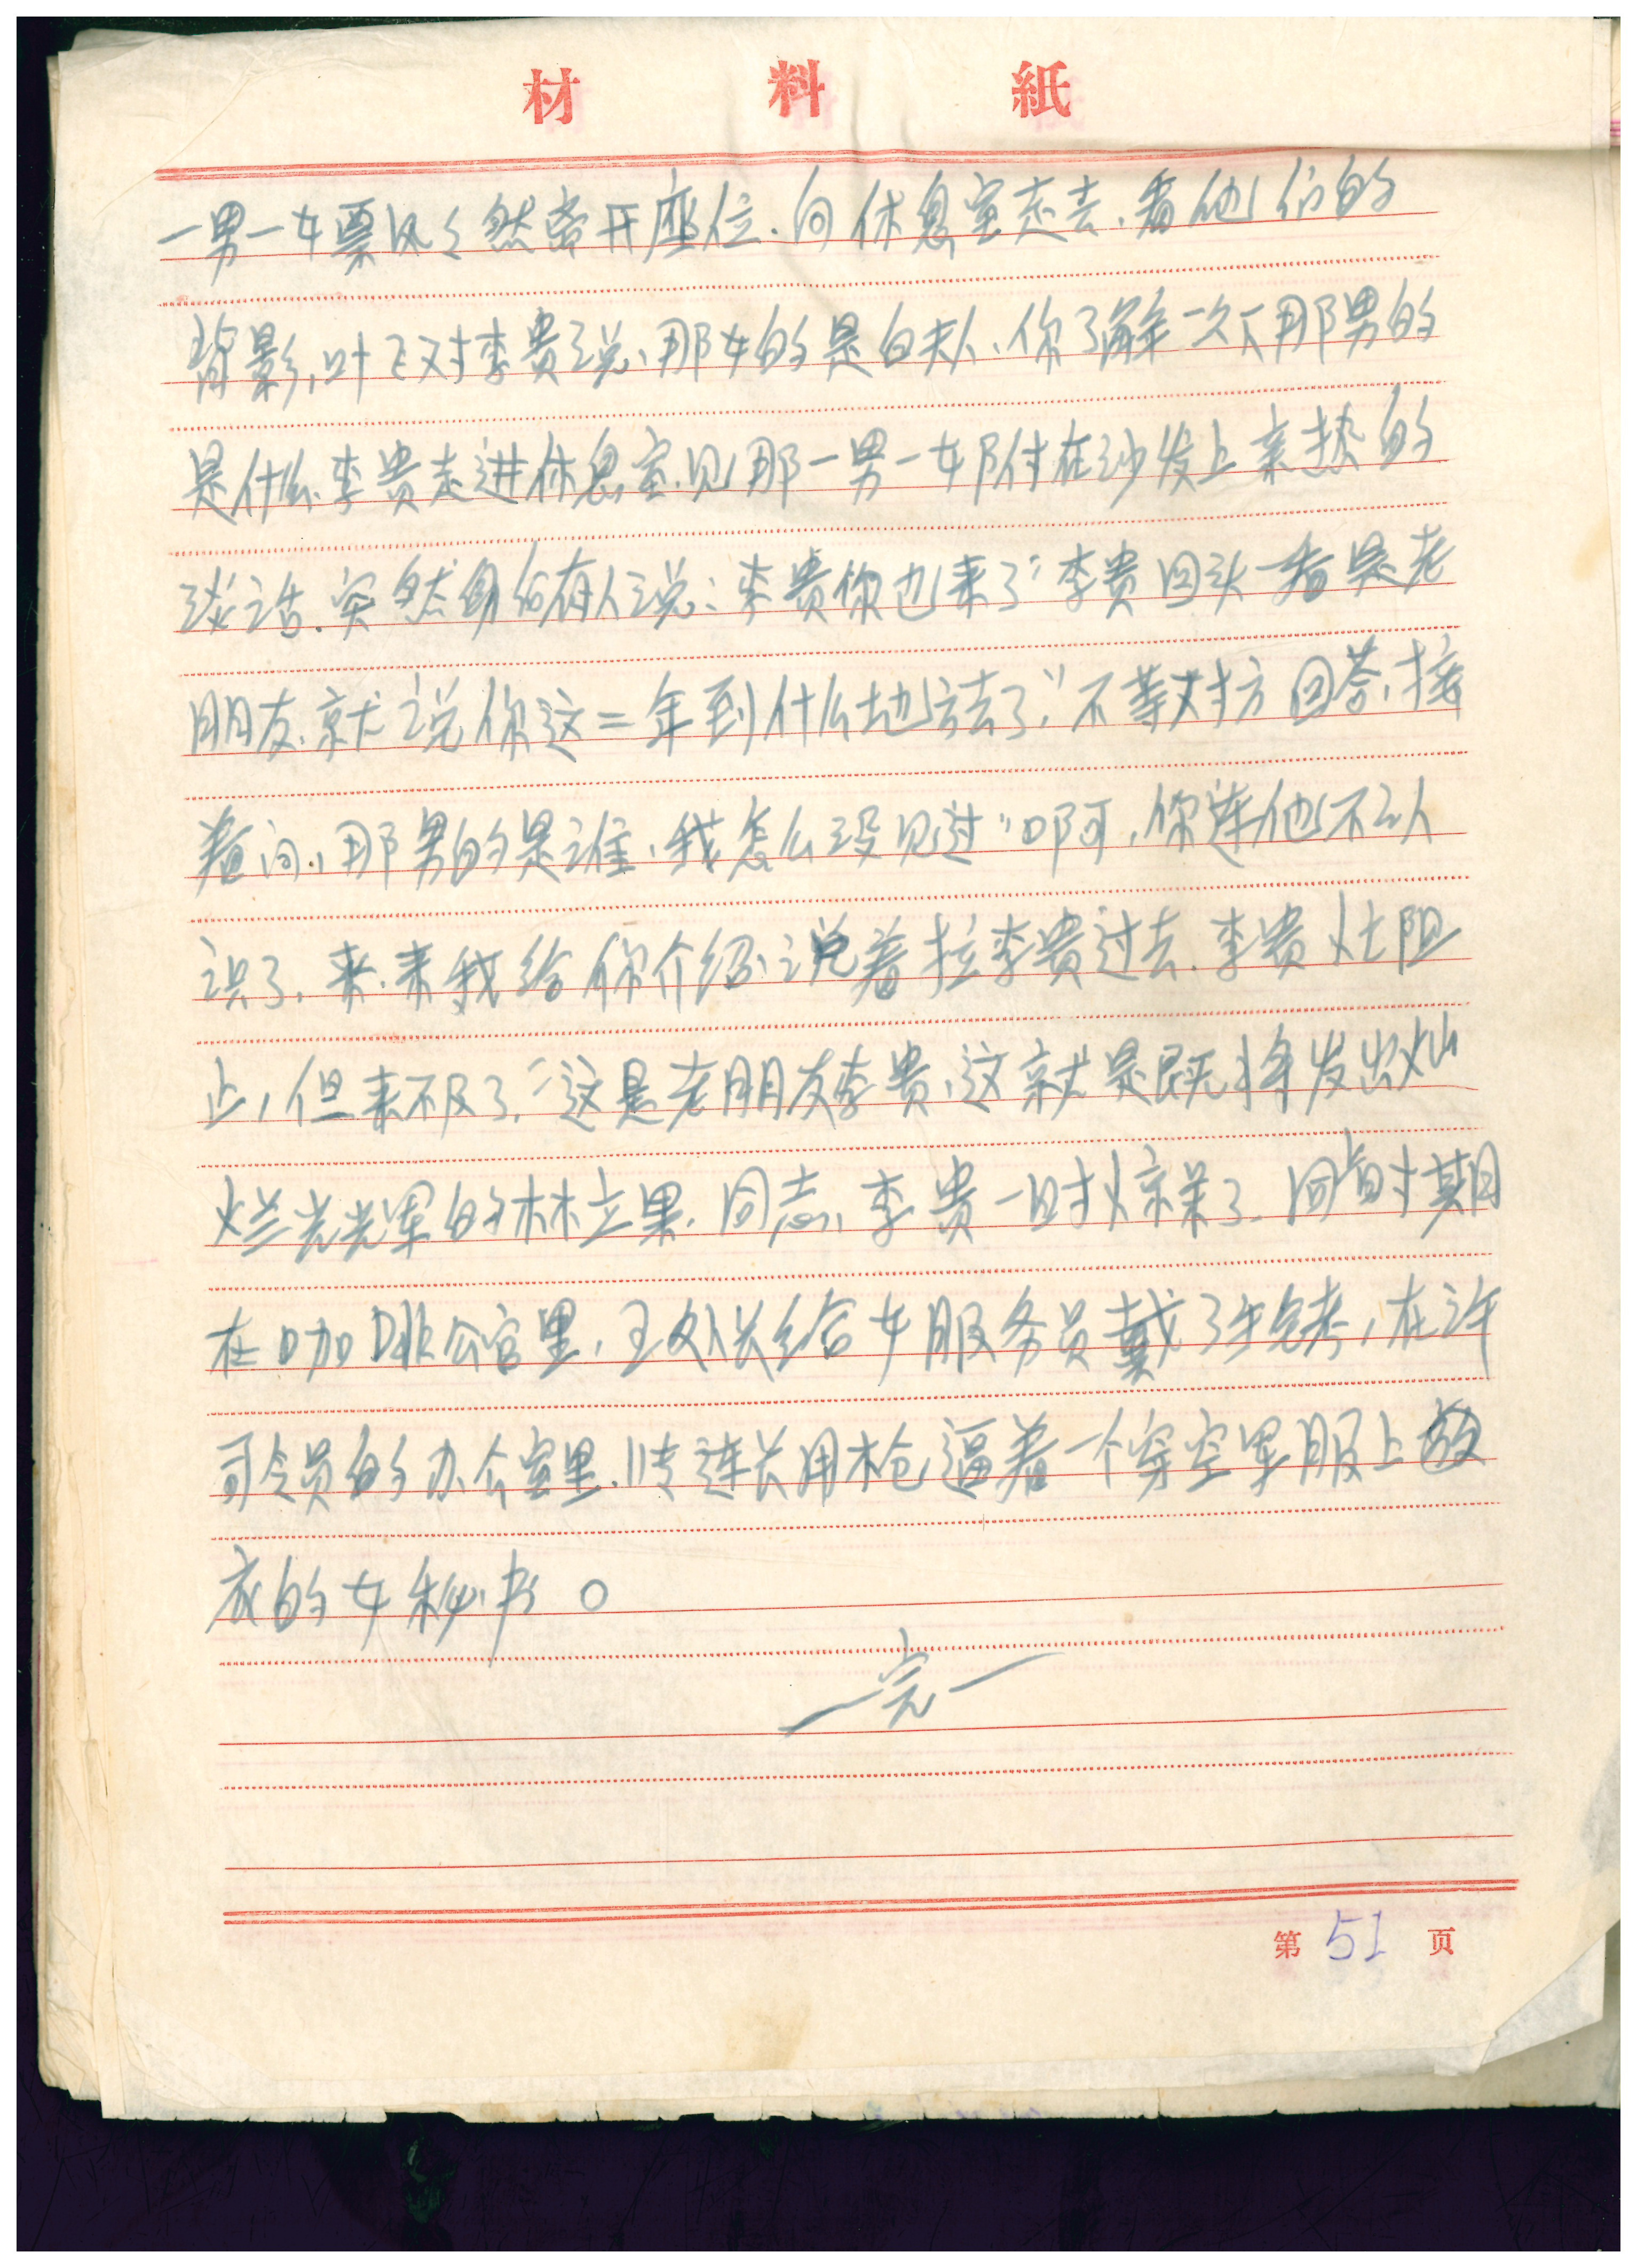 材料紙
一男一女飘飘然离开座位.向休息室走去.看他们的
背影,叶飞对李贵说、那女的是白夫人、你了解一下那男的
是什么.李贵走进休息室.见那一男一女附在沙发上亲热的
谈话.突然身后有人说:李贵你也来了"李贵回头一看是老
朋友.就说你这二年到什么地方去了"不等对方回答,接
着问,那男的是谁,我怎么没见过"啊,你连他不认
识了.来.来我给你介绍、说着拉李贵过去.李贵忙阻
止,但来不及了."这是老朋友李贵,这就是既将发出灿
烂光光军的林立果.同志、李贵一时惊呆了.同时期
在咖啡公官里,王处长给女服务员戴了手铐,在许
司令员的办公室里.传连长用枪逼着一个穿空军服上
衣的女秘书。
—完—
第 51 页